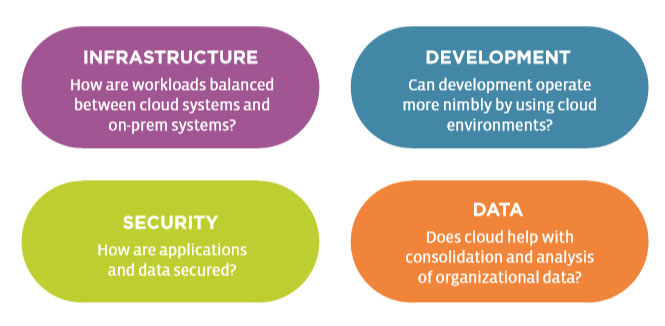 INFRASTRUCTURE
How are workloads balanced
between cloud systems and
on-prem systems?
DEVELOPMENT
Can development operate
more nimbly by using cloud
environments?
SECURITY
How are applications
and data secured?
DATA
Does cloud help with
consolidation and analysis
of organizational data?